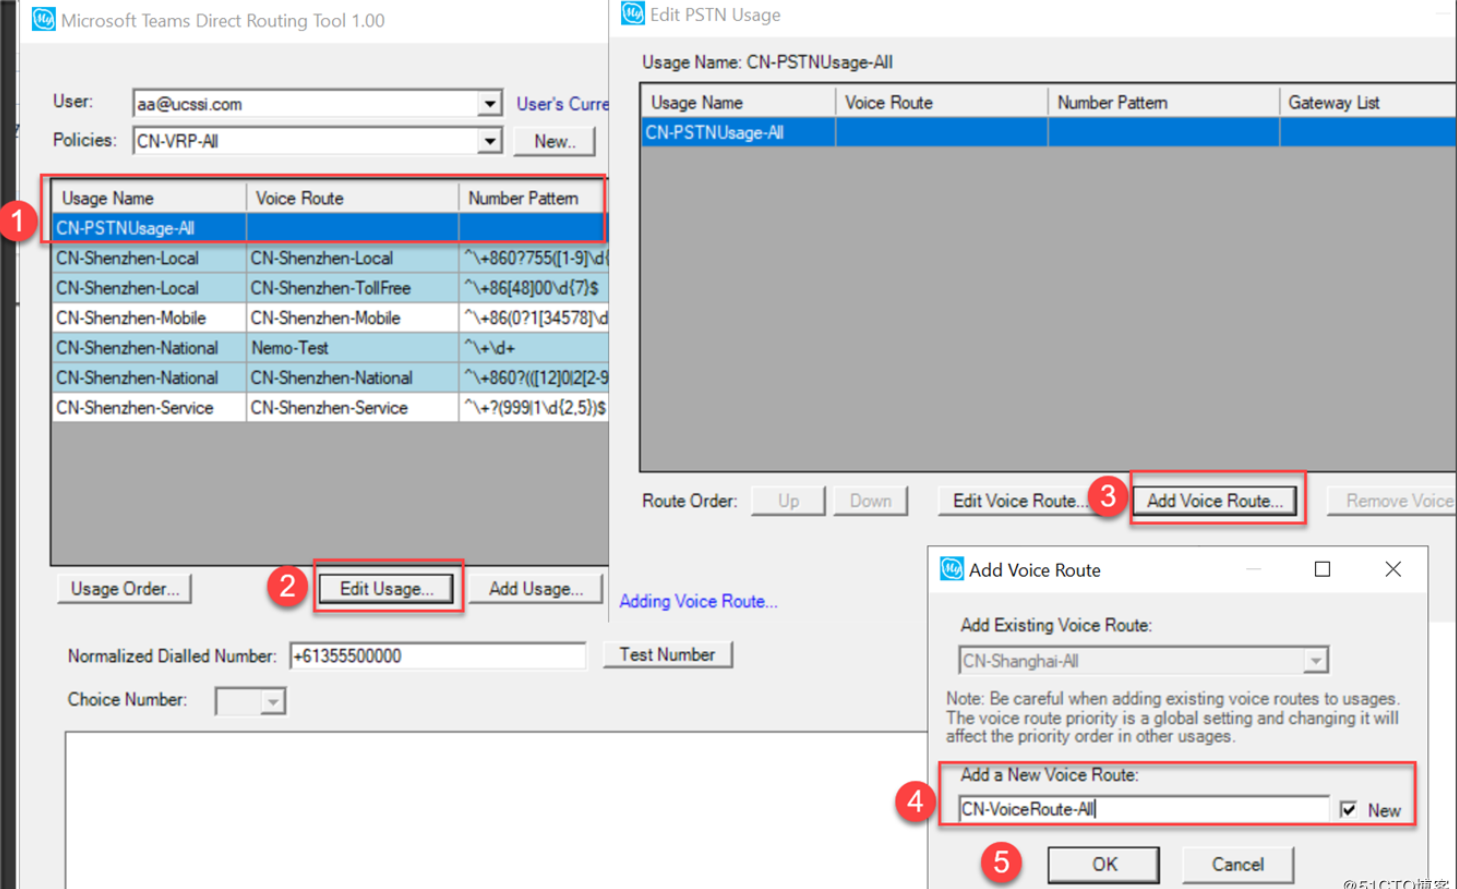 Microsoft Teams Direct Routing Tool 1.00
User: aa@ucssi.com User's Curre
Policies: CN-VRP-All New..
Usage Name Voice Route Number Pattern
1
CN-PSTNUsage-All
CN-Shenzhen-Local CN-Shenzhen-Local ^\+860?755([1-9]\d{
CN-Shenzhen-Local CN-Shenzhen-TollFree ^\+86[48]00\d{7}$
CN-Shenzhen-Mobile CN-Shenzhen-Mobile ^\+86(0?1[34578]\d
CN-Shenzhen-National Nemo-Test ^\+\d+
CN-Shenzhen-National CN-Shenzhen-National ^\+860?(([12]0|2[2-9
CN-Shenzhen-Service CN-Shenzhen-Service ^\+?(999|1\d{2,5})$
Usage Order... 2 Edit Usage... Add Usage...
Normalized Dialled Number: +61355500000 Test Number
Choice Number:
Edit PSTN Usage
Usage Name: CN-PSTNUsage-All
Usage Name Voice Route Number Pattern Gateway List
CN-PSTNUsage-All
Route Order: Up Down Edit Voice Route... 3 Add Voice Route... Remove Voice
Adding Voice Route...
Add Voice Route
Add Existing Voice Route:
CN-Shanghai-All
Note: Be careful when adding existing voice routes to usages.
The voice route priority is a global setting and changing it will
affect the priority order in other usages.
Add a New Voice Route:
4 CN-VoiceRoute-All New
5 OK Cancel
@51CTO博客